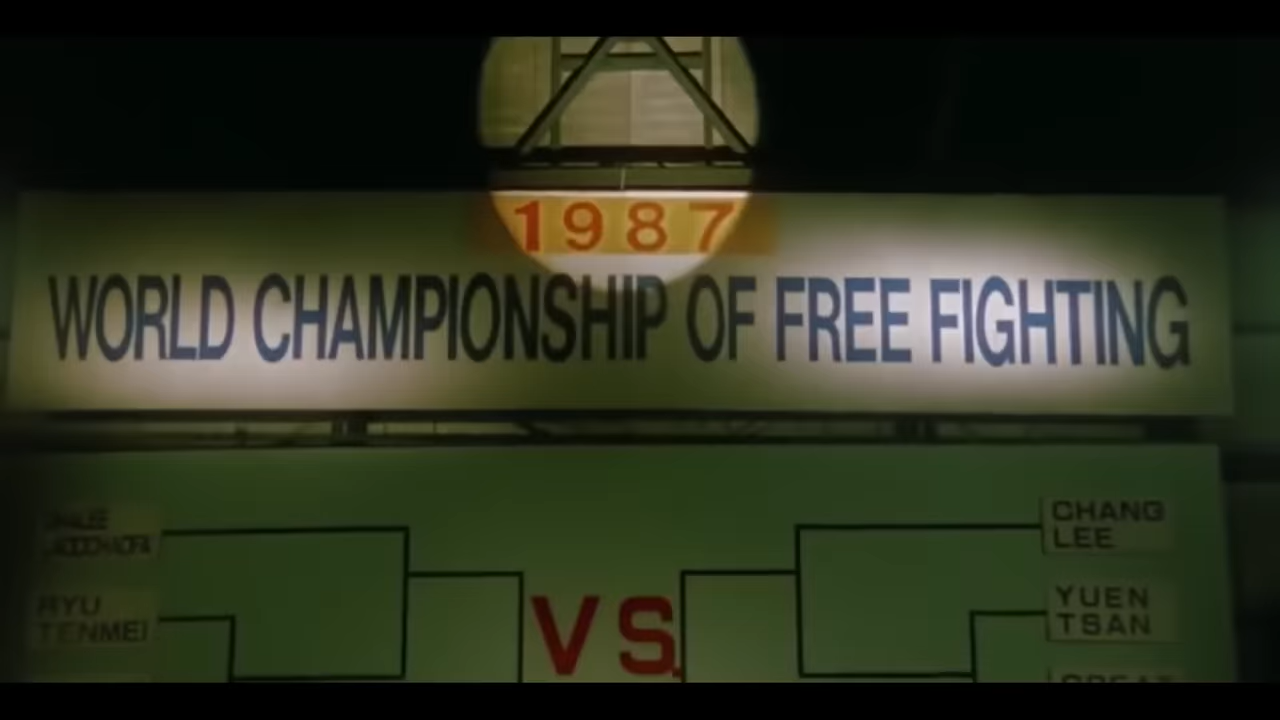 1987
WORLD CHAMPIONSHIP OF FREE FIGHTING
CHANG
LEE
RYU
TENMEI
VS.
YUEN
TSAN